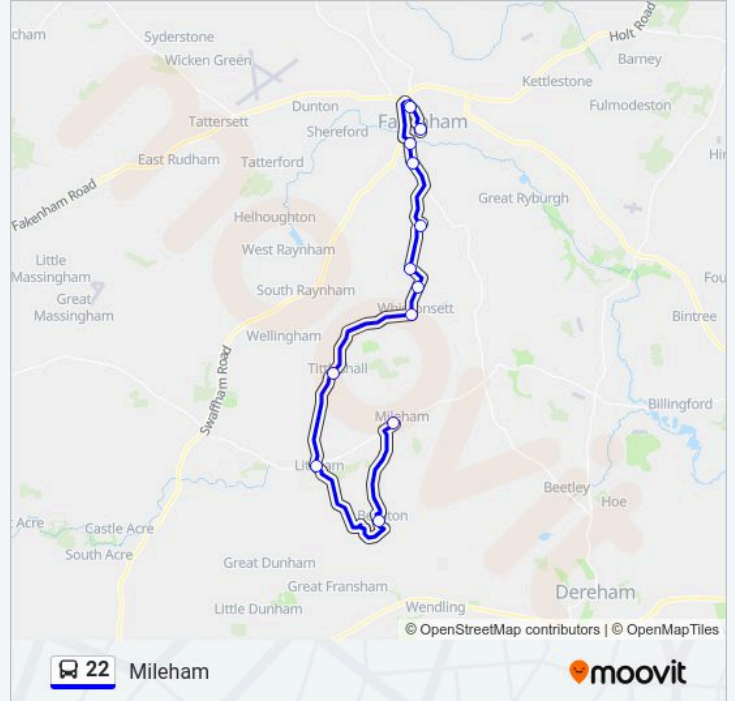 cham
Syderstone
Holt Road
Wicken Green
Barney
Kettlestone
Dunton
Fulmodeston
Tattersett
Shereford
East Rudham
Tatterford
Great Ryburgh
Fakenham Road
Helhoughton
West Raynham
Little
Massingham
South Raynham
Great
Massingham
Bintree
Wellingham
Swaffham Road
Mileham
Billingford
Beetley
Hoe
Acre
Castle Acre
South Acre
Great Dunham
Great Fransham
Dereham
Little Dunham
Wendling
© OpenStreetMap contributors | © OpenMapTiles
22 Mileham
moovit